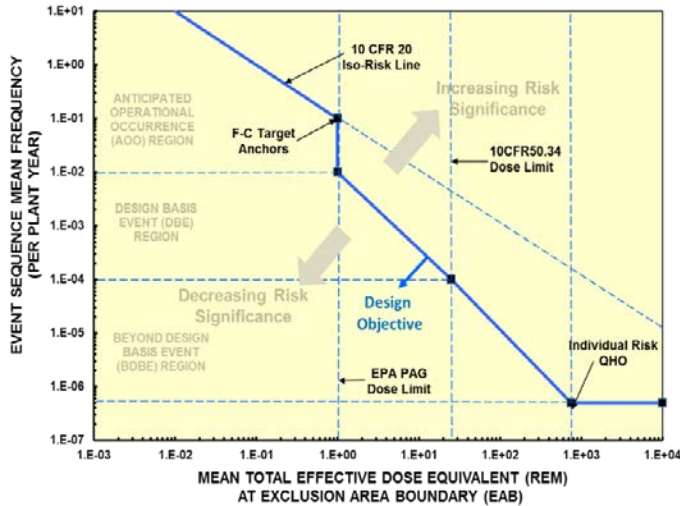 1.E+01
1.E+00
1.E-01
1.E-02
1.E-03
1.E-04
1.E-05
1.E-06
1.E-07
EVENT SEQUENCE MEAN FREQUENCY
(PER PLANT YEAR)
10 CFR 20
Iso-Risk Line
Increasing Risk
Significance
ANTICIPATED
OPERATIONAL
OCCURRENCE
(AOO) REGION
F-C Target
Anchors
10CFR50.34
Dose Limit
DESIGN BASIS
EVENT (DBE)
REGION
Decreasing Risk
Significance
Design
Objective
BEYOND DESIGN
BASIS EVENT
(BDBE) REGION
EPA PAG
Dose Limit
Individual Risk
QHO
1.E-03 1.E-02 1.E-01 1.E+00 1.E+01 1.E+02 1.E+03 1.E+04
MEAN TOTAL EFFECTIVE DOSE EQUIVALENT (REM)
AT EXCLUSION AREA BOUNDARY (EAB)